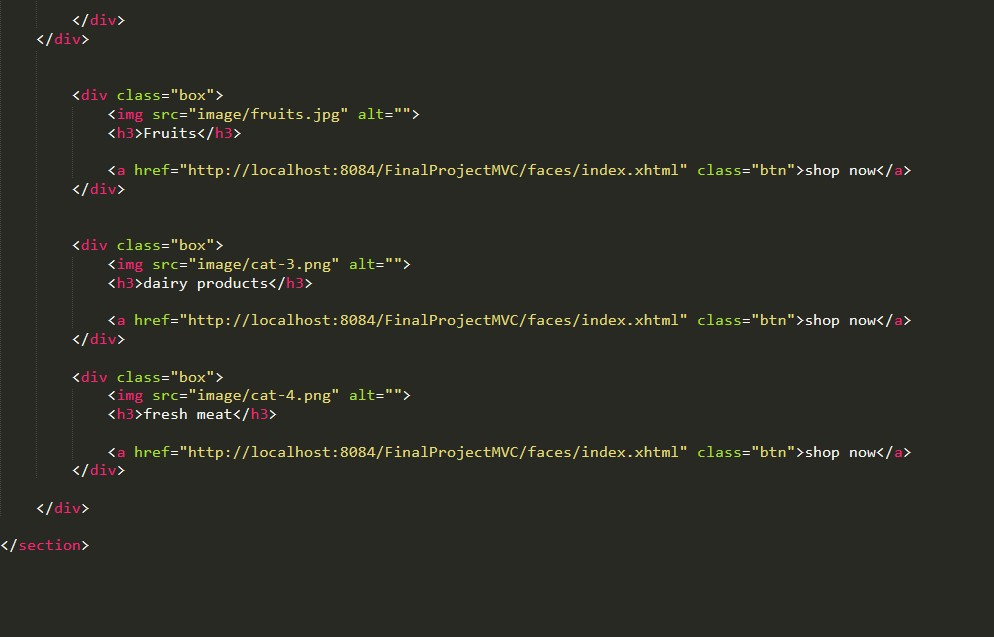 </div>
</div>
<div class="box">
<img src="image/fruits.jpg" alt="">
<h3>Fruits</h3>
<a href="http://localhost:8084/FinalProjectMVC/faces/index.xhtml" class="btn">shop now</a>
</div>
<div class="box">
<img src="image/cat-3.png" alt="">
<h3>dairy products</h3>
<a href="http://localhost:8084/FinalProjectMVC/faces/index.xhtml" class="btn">shop now</a>
</div>
<div class="box">
<img src="image/cat-4.png" alt="">
<h3>fresh meat</h3>
<a href="http://localhost:8084/FinalProjectMVC/faces/index.xhtml" class="btn">shop now</a>
</div>
</div>
</section>